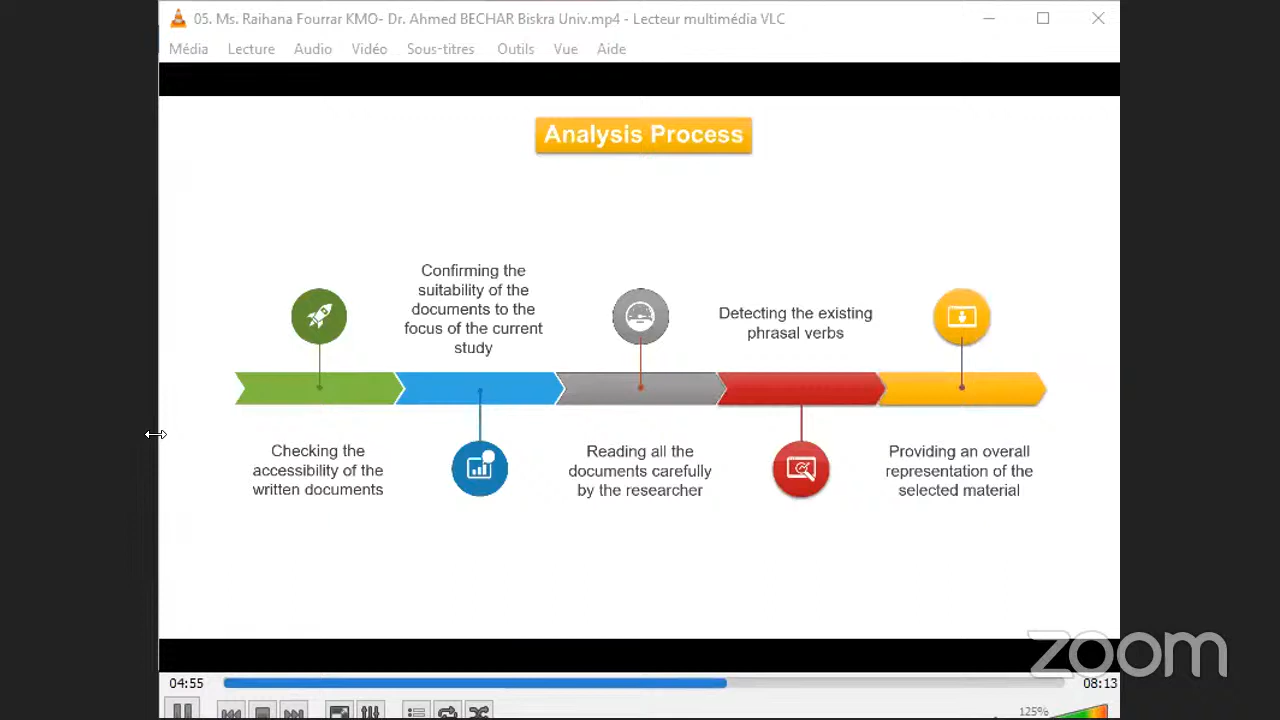 05. Ms. Raihana Fourrar KMO- Dr. Ahmed BECHAR Biskra Univ.mp4 - Lecteur multimédia VLC
Média Lecture Audio Vidéo Sous-titres Outils Vue Aide
Analysis Process
Confirming the
suitability of the
documents to the
focus of the current
study
Detecting the existing
phrasal verbs
Checking the
accessibility of the
written documents
Reading all the
documents carefully
by the researcher
Providing an overall
representation of the
selected material
zoom
04:55
08:13
125%